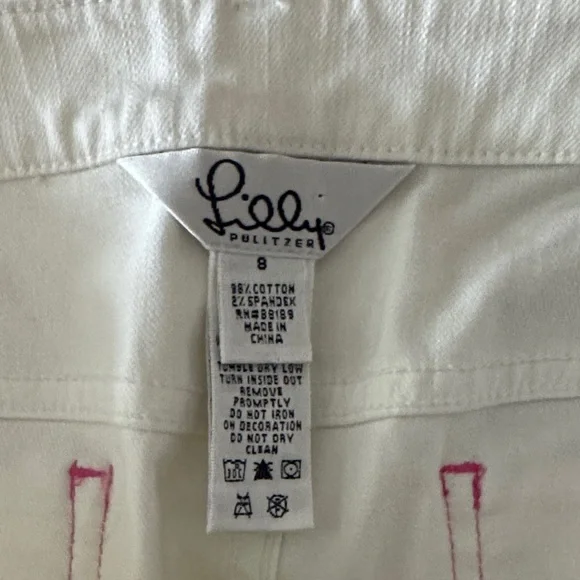 Lilly®
PULITZER
8
98% COTTON
2% SPANDEX
RN#89189
MADE IN
CHINA
TUMBLE DRY LOW
TURN INSIDE OUT
REMOVE
PROMPTLY
DO NOT IRON
ON DECORATION
DO NOT DRY
CLEAN